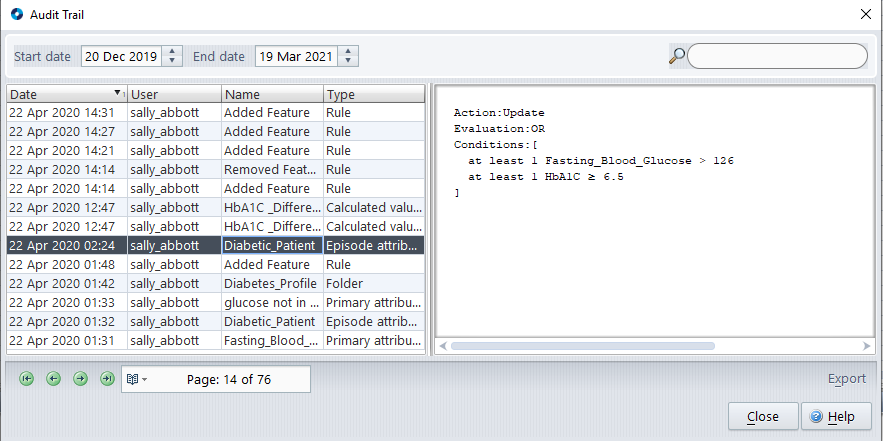 Audit Trail
Start date 20 Dec 2019 End date 19 Mar 2021
Date User Name Type
22 Apr 2020 14:31 sally_abbott Added Feature Rule
22 Apr 2020 14:27 sally_abbott Added Feature Rule
22 Apr 2020 14:21 sally_abbott Added Feature Rule
22 Apr 2020 14:14 sally_abbott Removed Feat... Rule
22 Apr 2020 14:14 sally_abbott Added Feature Rule
22 Apr 2020 12:47 sally_abbott HbA1C _Differe... Calculated valu...
22 Apr 2020 12:47 sally_abbott HbA1C _Differe... Calculated valu...
22 Apr 2020 02:24 sally_abbott Diabetic_Patient Episode attrib...
22 Apr 2020 01:48 sally_abbott Added Feature Rule
22 Apr 2020 01:42 sally_abbott Diabetes_Profile Folder
22 Apr 2020 01:33 sally_abbott glucose not in ... Primary attribu...
22 Apr 2020 01:32 sally_abbott Diabetic_Patient Episode attrib...
22 Apr 2020 01:31 sally_abbott Fasting_Blood_... Primary attribu...
Action:Update
Evaluation:OR
Conditions:[
at least 1 Fasting_Blood_Glucose > 126
at least 1 HbA1C ≥ 6.5
]
Page: 14 of 76
Export
Close Help